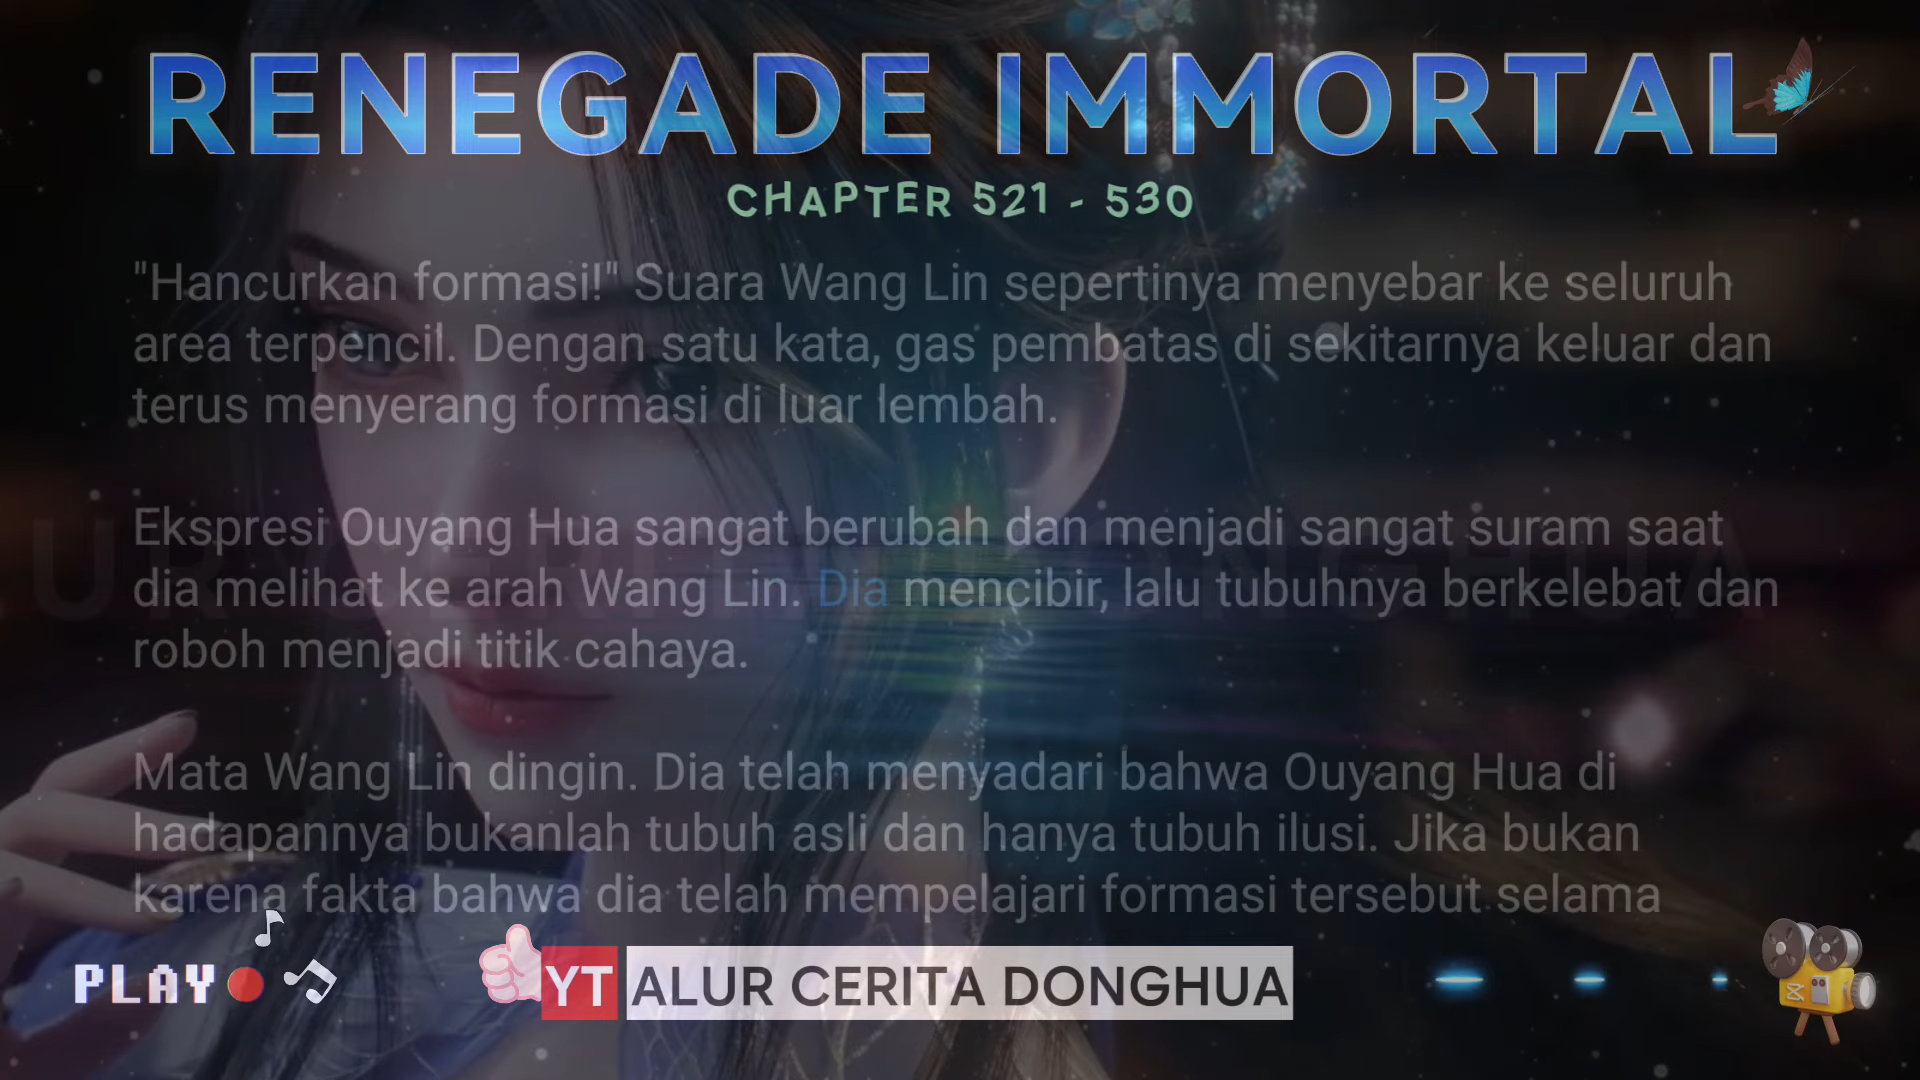 RENEGADE IMMORTAL
CHAPTER 521 - 530
"Hancurkan formasi!" Suara Wang Lin sepertinya menyebar ke seluruh
area terpencil. Dengan satu kata, gas pembatas di sekitarnya keluar dan
terus menyerang formasi di luar lembah.
Ekspresi Ouyang Hua sangat berubah dan menjadi sangat suram saat
dia melihat ke arah Wang Lin. Dia mencibir, lalu tubuhnya berkelebat dan
roboh menjadi titik cahaya.
Mata Wang Lin dingin. Dia telah menyadari bahwa Ouyang Hua di
hadapannya bukanlah tubuh asli dan hanya tubuh ilusi. Jika bukan
karena fakta bahwa dia telah mempelajari formasi tersebut selama
PLAY
YT ALUR CERITA DONGHUA